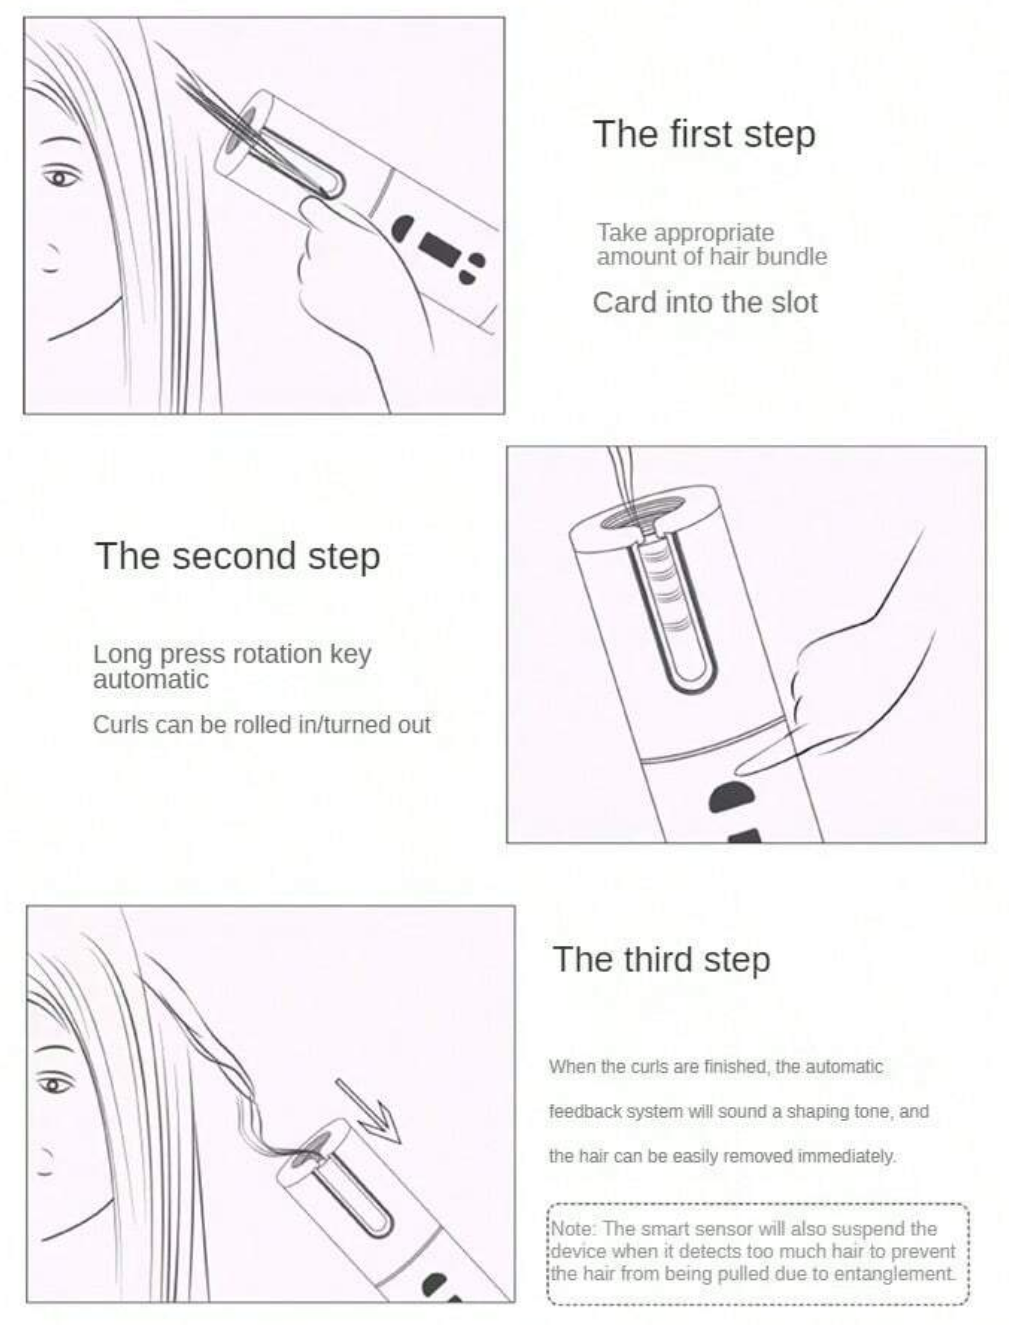 The first step
Take appropriate
amount of hair bundle
Card into the slot
The second step
Long press rotation key
automatic
Curls can be rolled in/turned out
The third step
When the curls are finished, the automatic
feedback system will sound a shaping tone, and
the hair can be easily removed immediately.
Note: The smart sensor will also suspend the
device when it detects too much hair to prevent
the hair from being pulled due to entanglement.